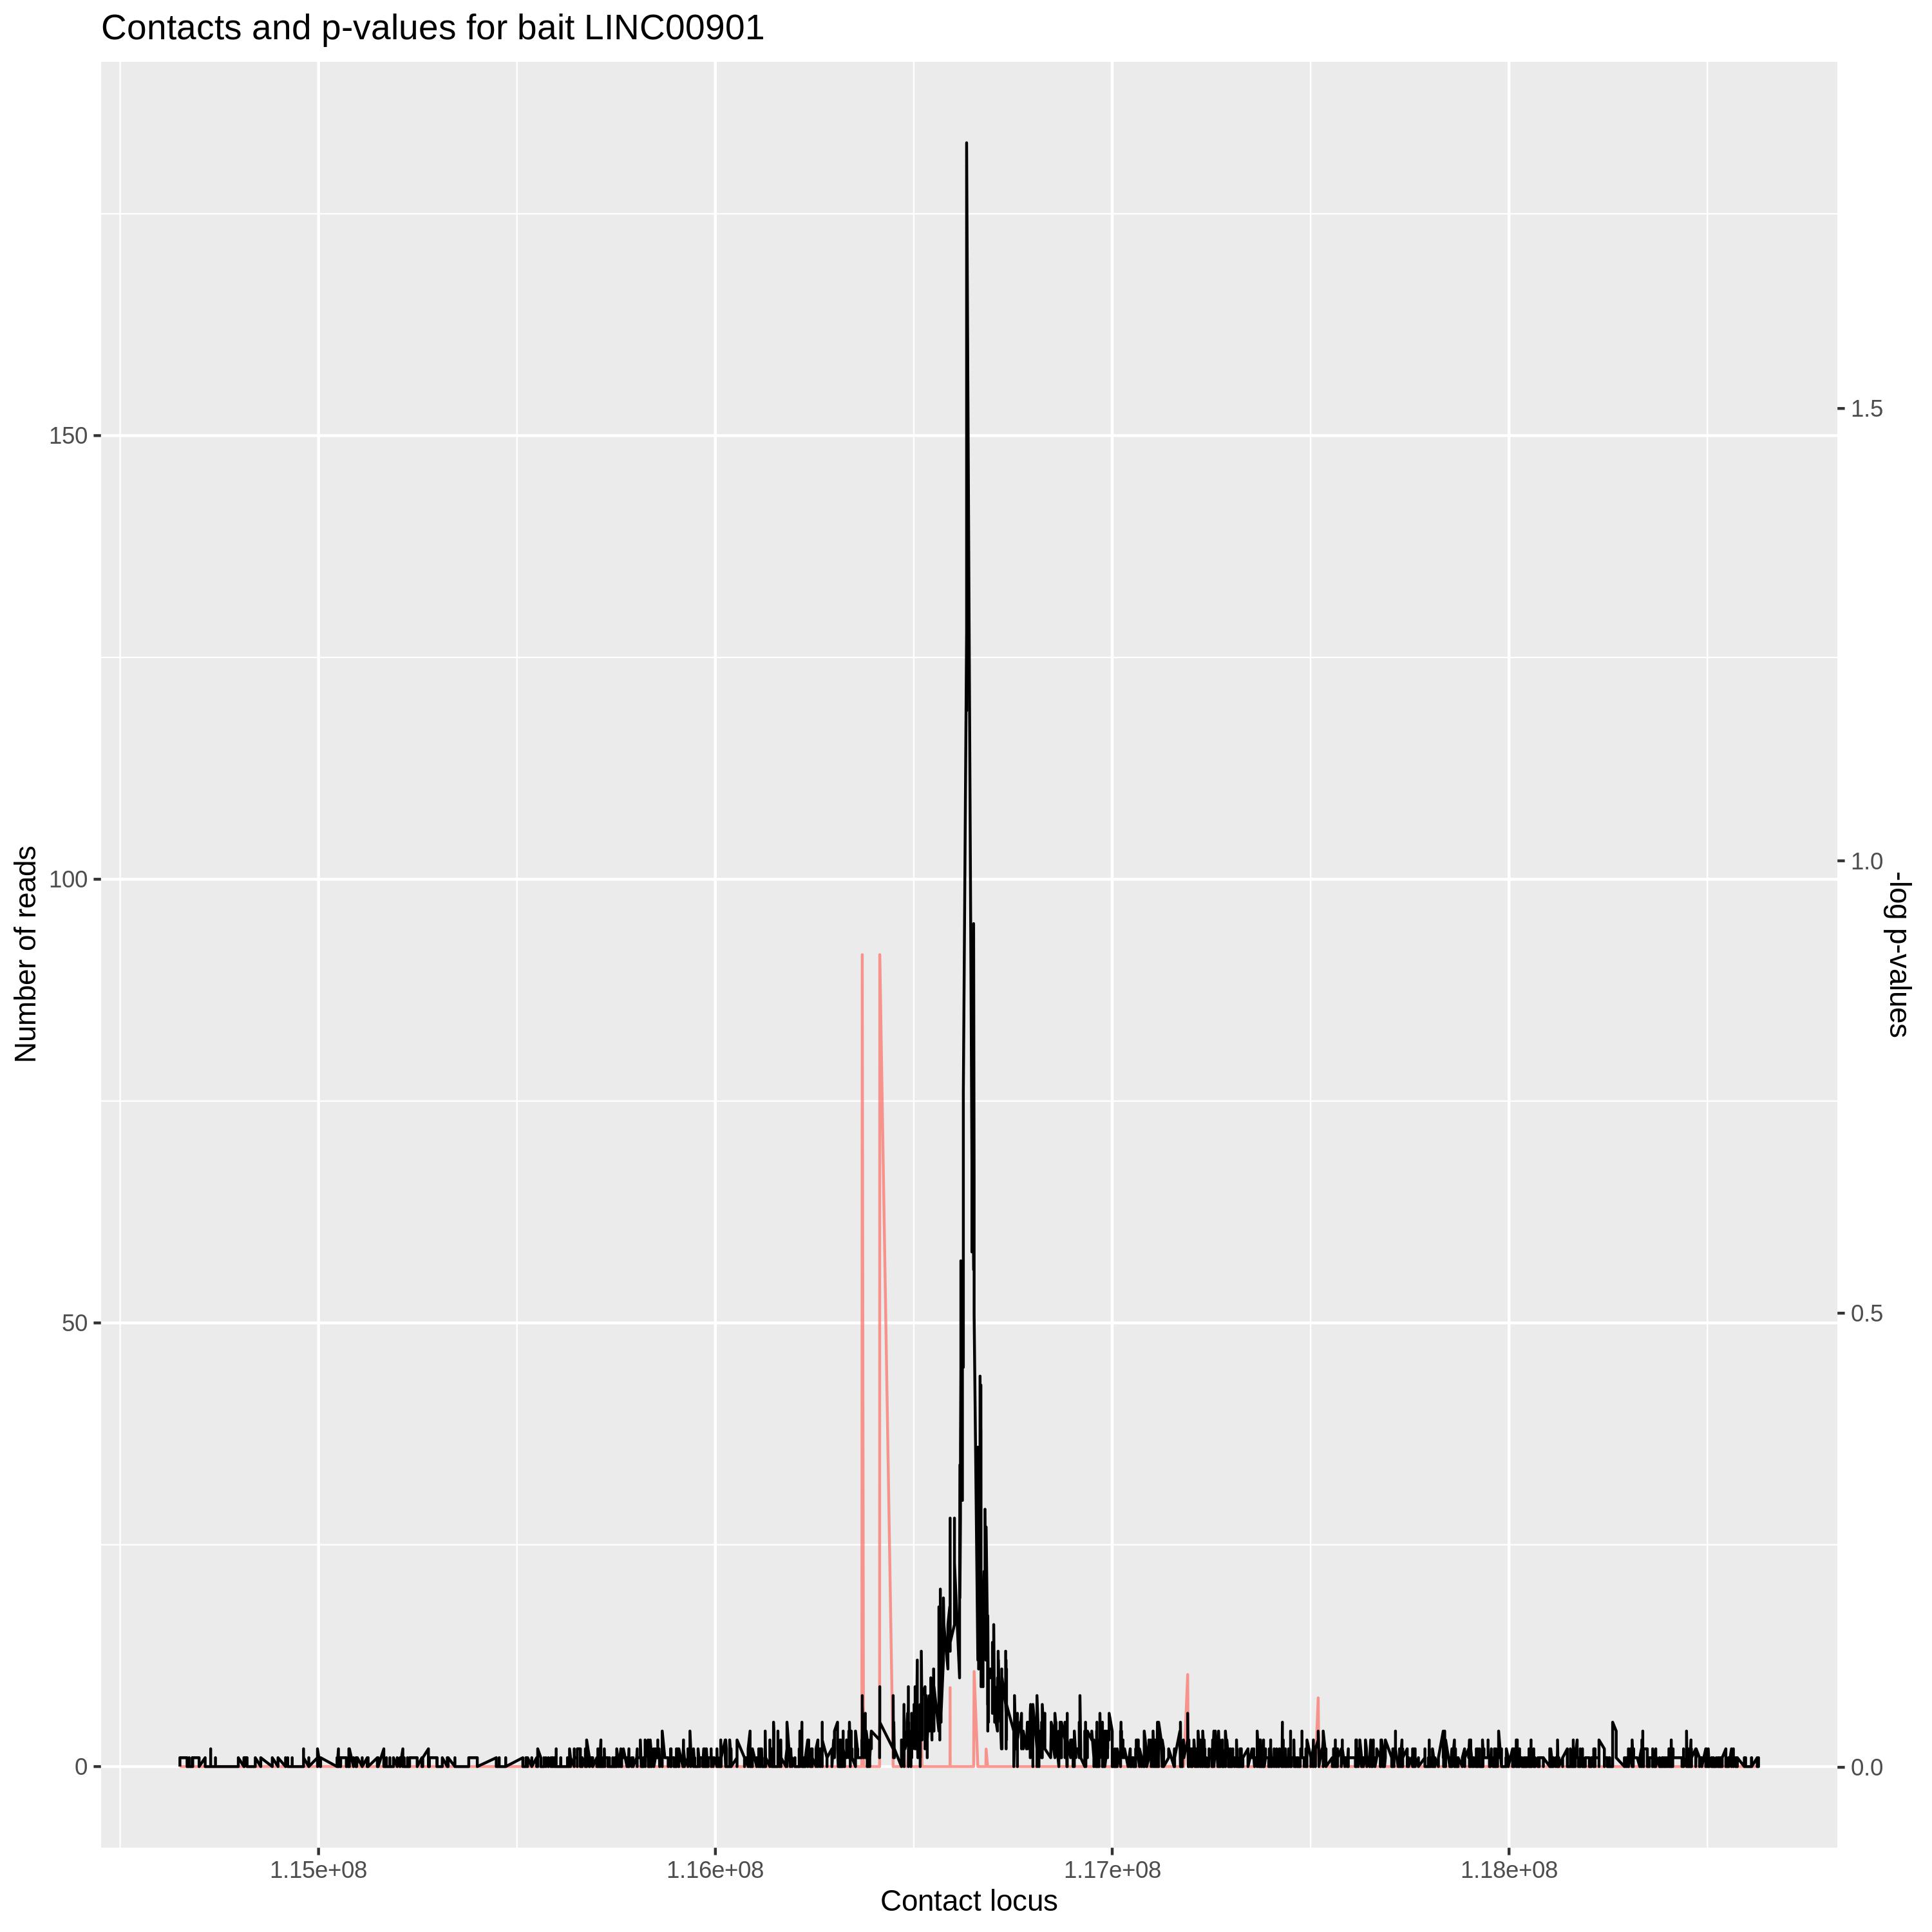 Contacts and p-values for bait LINC00901
Number of reads
150
100
50
0
1.5
1.0
0.5
0.0
-log p-values
1.15e+08
1.16e+08
1.17e+08
1.18e+08
Contact locus